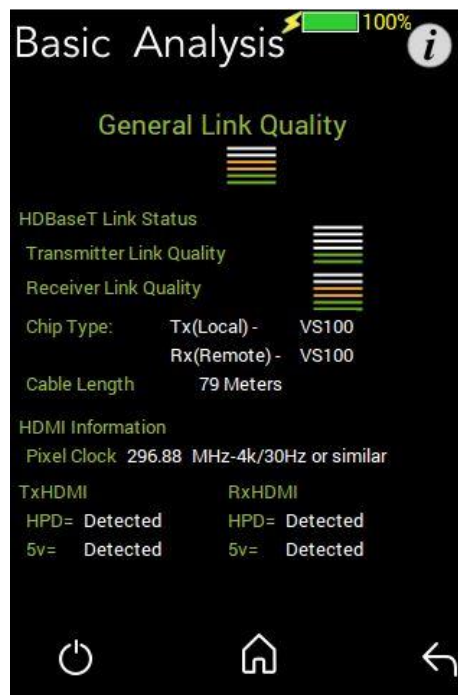 100%
Basic Analysis
i
General Link Quality
HDBaseT Link Status
Transmitter Link Quality
Receiver Link Quality
Chip Type: Tx(Local) - VS100
Rx(Remote) - VS100
Cable Length 79 Meters
HDMI Information
Pixel Clock 296.88 MHz-4k/30Hz or similar
TxHDMI RxHDMI
HPD= Detected HPD= Detected
5v= Detected 5v= Detected